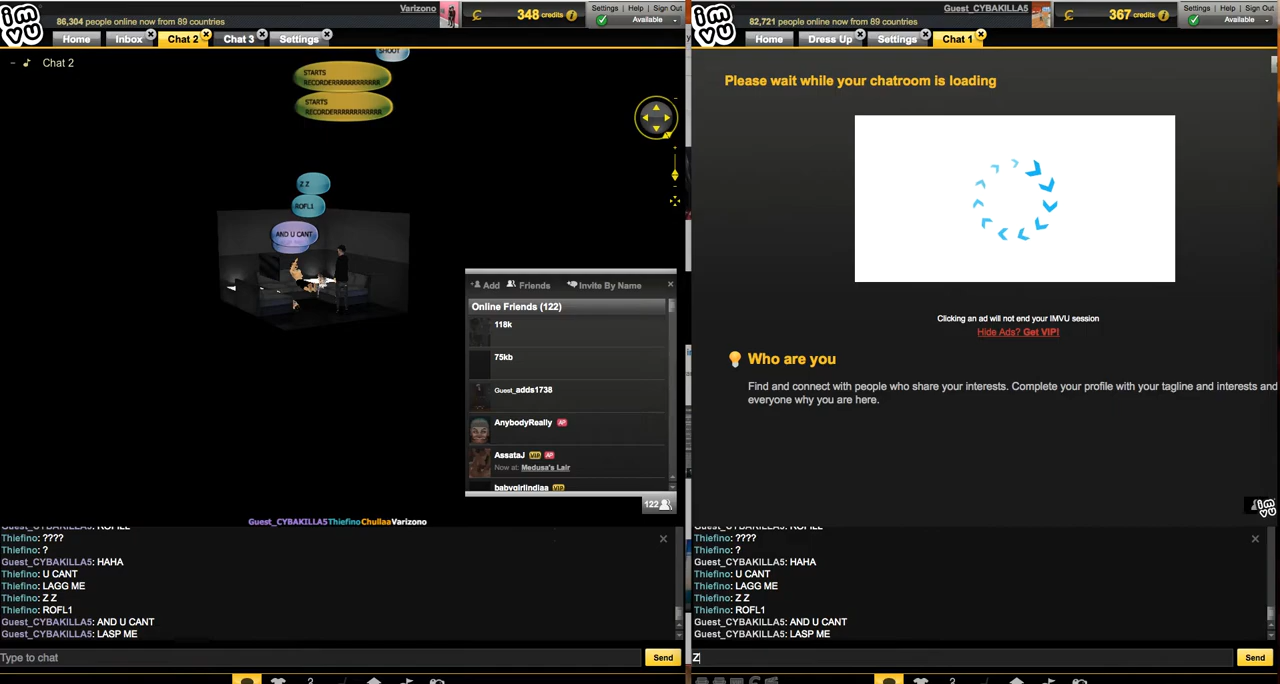 imvu
86,304 people online now from 89 countries
Varizono
348 credits
Settings | Help | Sign Out
Available
Home
Inbox
Chat 2
Chat 3
Settings
Chat 2
SHOOT
STARTS
RECORDERRRRRRRRRRR
STARTS
RECORDERRRRRRRRRRR
Z Z
ROFL1
AND U CANT
Add
Friends
Invite By Name
Online Friends (122)
118k
75kb
Guest_adds1738
AnybodyReally AP
AssataJ VIP AP
Now at: Medusa's Lair
babygirlindiaa VIP
122
Guest_CYBAKILLA5ThiefinoChullaaVarizono
Thiefino: ????
Thiefino: ?
Guest_CYBAKILLA5: HAHA
Thiefino: U CANT
Thiefino: LAGG ME
Thiefino: Z Z
Thiefino: ROFL1
Guest_CYBAKILLA5: AND U CANT
Guest_CYBAKILLA5: LASP ME
Type to chat
Send
imvu
82,721 people online now from 89 countries
Guest_CYBAKILLA5
367 credits
Settings | Help | Sign Out
Available
Home
Dress Up
Settings
Chat 1
Please wait while your chatroom is loading
Clicking an ad will not end your IMVU session
Hide Ads? Get VIP!
Who are you
Find and connect with people who share your interests. Complete your profile with your tagline and interests and
everyone why you are here.
imvu
Thiefino: ????
Thiefino: ?
Guest_CYBAKILLA5: HAHA
Thiefino: U CANT
Thiefino: LAGG ME
Thiefino: Z Z
Thiefino: ROFL1
Guest_CYBAKILLA5: AND U CANT
Guest_CYBAKILLA5: LASP ME
Z
Send